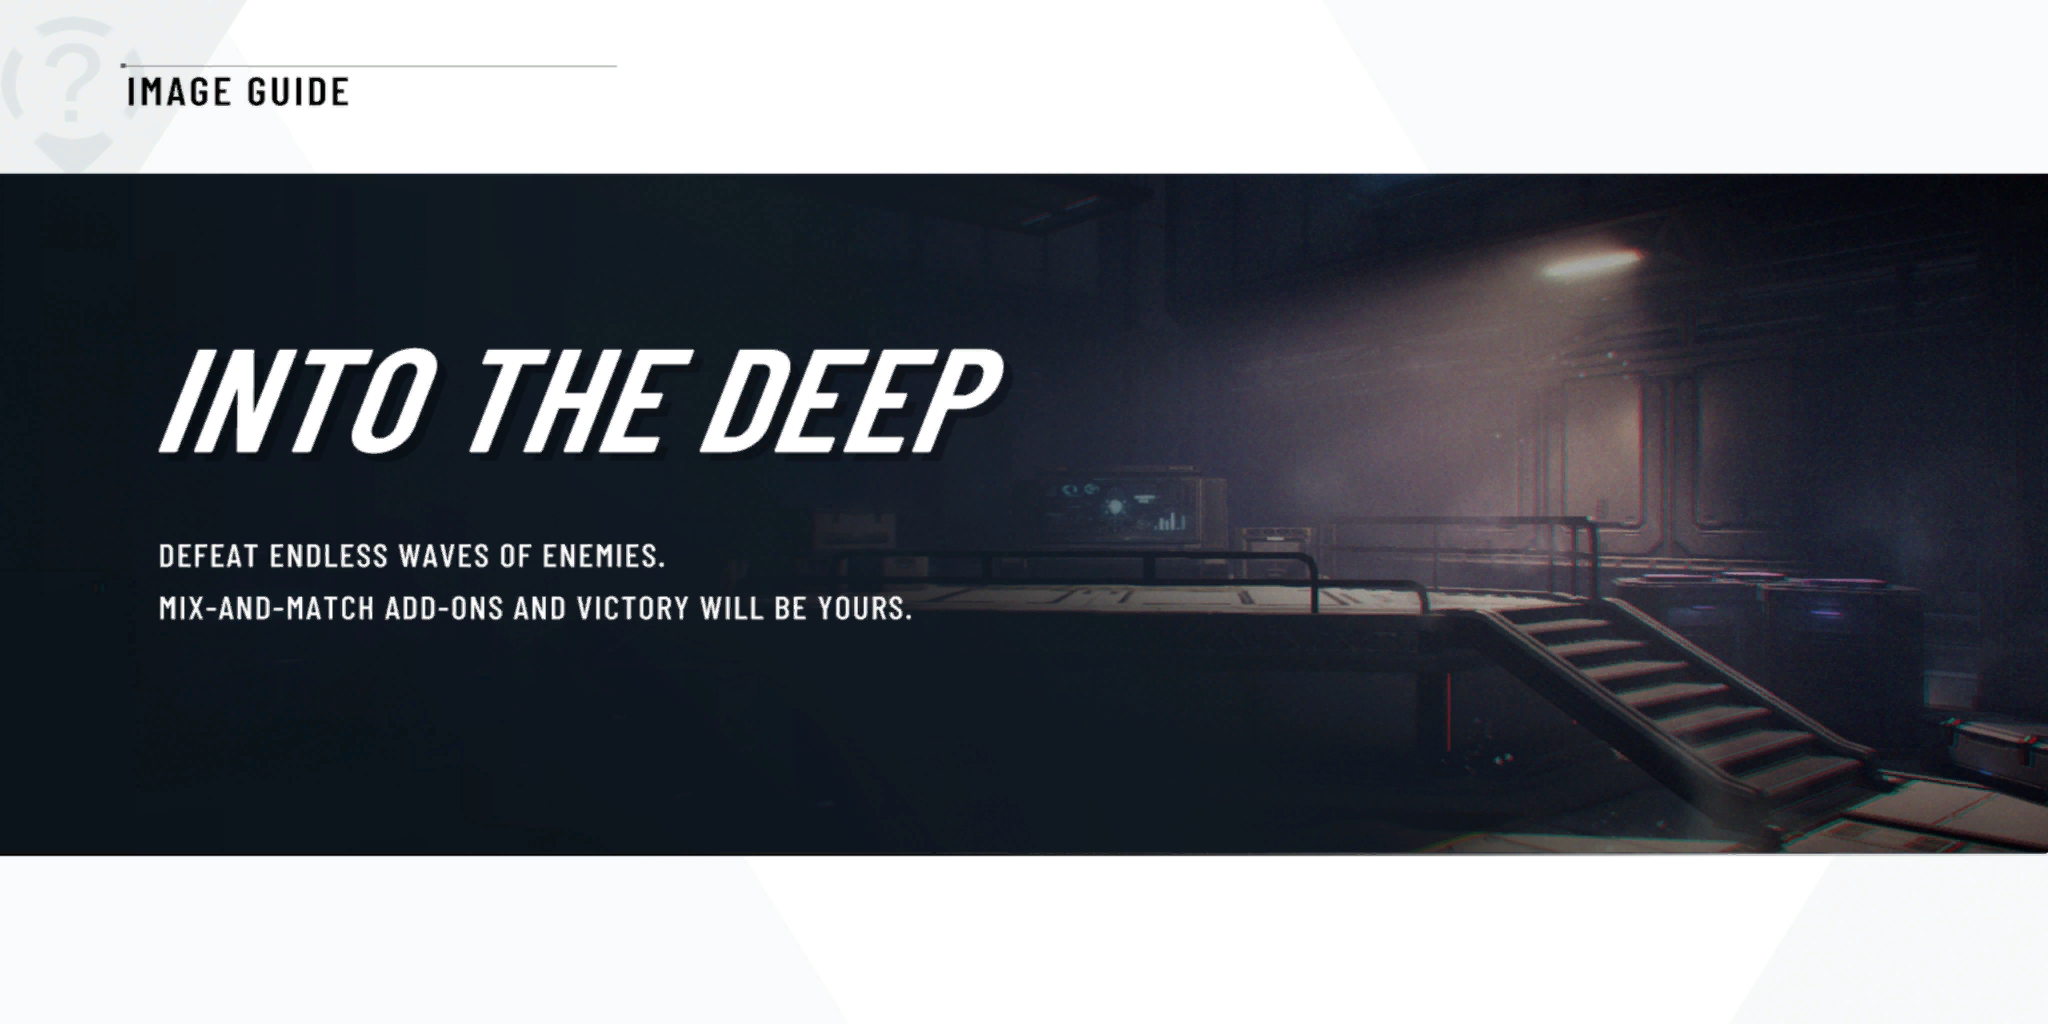 IMAGE GUIDE
INTO THE DEEP
DEFEAT ENDLESS WAVES OF ENEMIES.
MIX-AND-MATCH ADD-ONS AND VICTORY WILL BE YOURS.